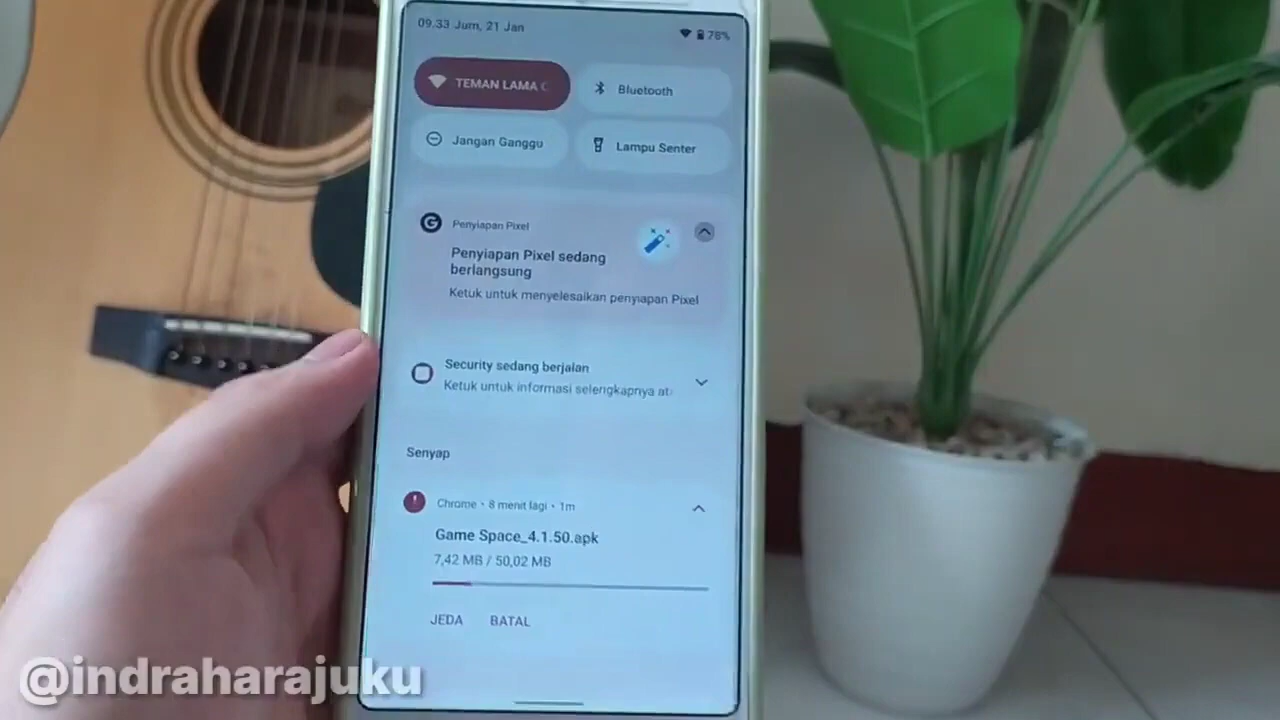 09.33 Jum, 21 Jan
78%
TEMAN LAMA
Bluetooth
Jangan Ganggu
Lampu Senter
Penyiapan Pixel
Penyiapan Pixel sedang
berlangsung
Ketuk untuk menyelesaikan penyiapan Pixel
Security sedang berjalan
Ketuk untuk informasi selengkapnya at
Senyap
Chrome • 8 menit lagi • 1m
Game Space_4.1.50.apk
7,42 MB / 50,02 MB
JEDA BATAL
@indraharajuku